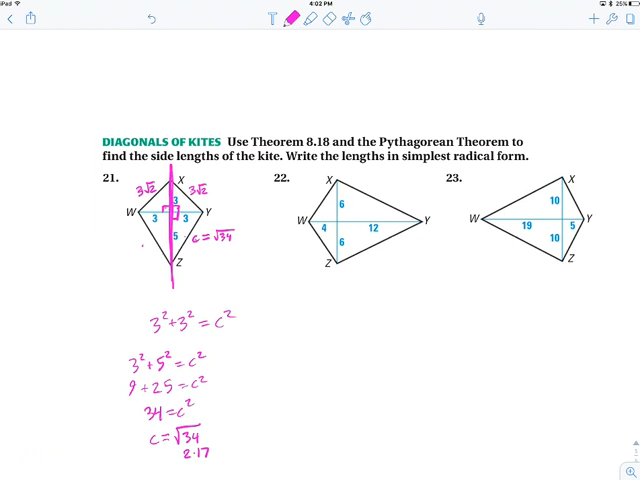 iPad 4:02 PM 25%
T
DIAGONALS OF KITES Use Theorem 8.18 and the Pythagorean Theorem to
find the side lengths of the kite. Write the lengths in simplest radical form.
21. 22. 23.
X
3√2 3√2
3
W 3 3 Y
5 c = √34
Z
X
6
W 4 12 Y
6
Z
X
10
W 19 5 Y
10
Z
3² + 3² = c²
3² + 5² = c²
9 + 25 = c²
34 = c²
c = √34
2·17